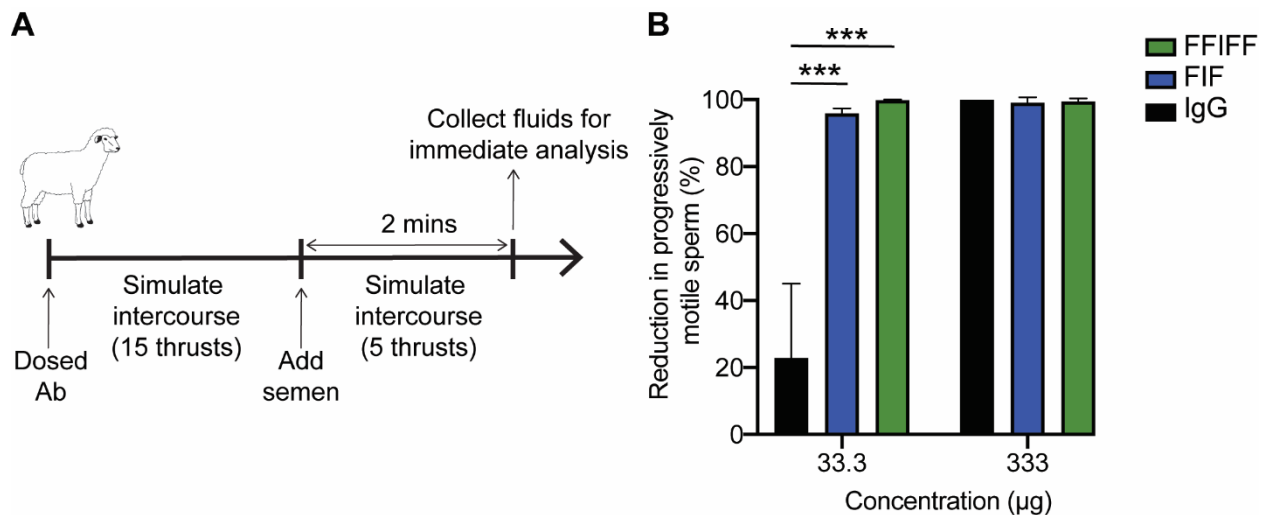 A
Collect fluids for
immediate analysis
2 mins
Simulate
intercourse
(15 thrusts)
Simulate
intercourse
(5 thrusts)
Dosed
Ab
Add
semen
B
***
***
FFIFF
FIF
IgG
Reduction in progressively
motile sperm (%)
100
80
60
40
20
0
33.3
333
Concentration (µg)